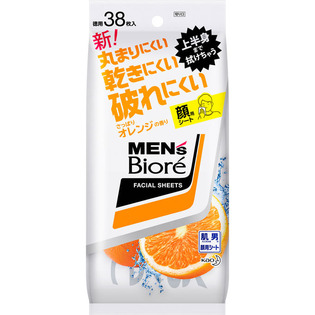 徳用38枚入
新!
丸まりにくい
乾きにくい
破れにくい
上半身
まで
拭けちゃう
さっぱり
オレンジの香り
顔用
シート
MEN's
Bioré
FACIAL SHEETS
肌男
顔用シート
Kao